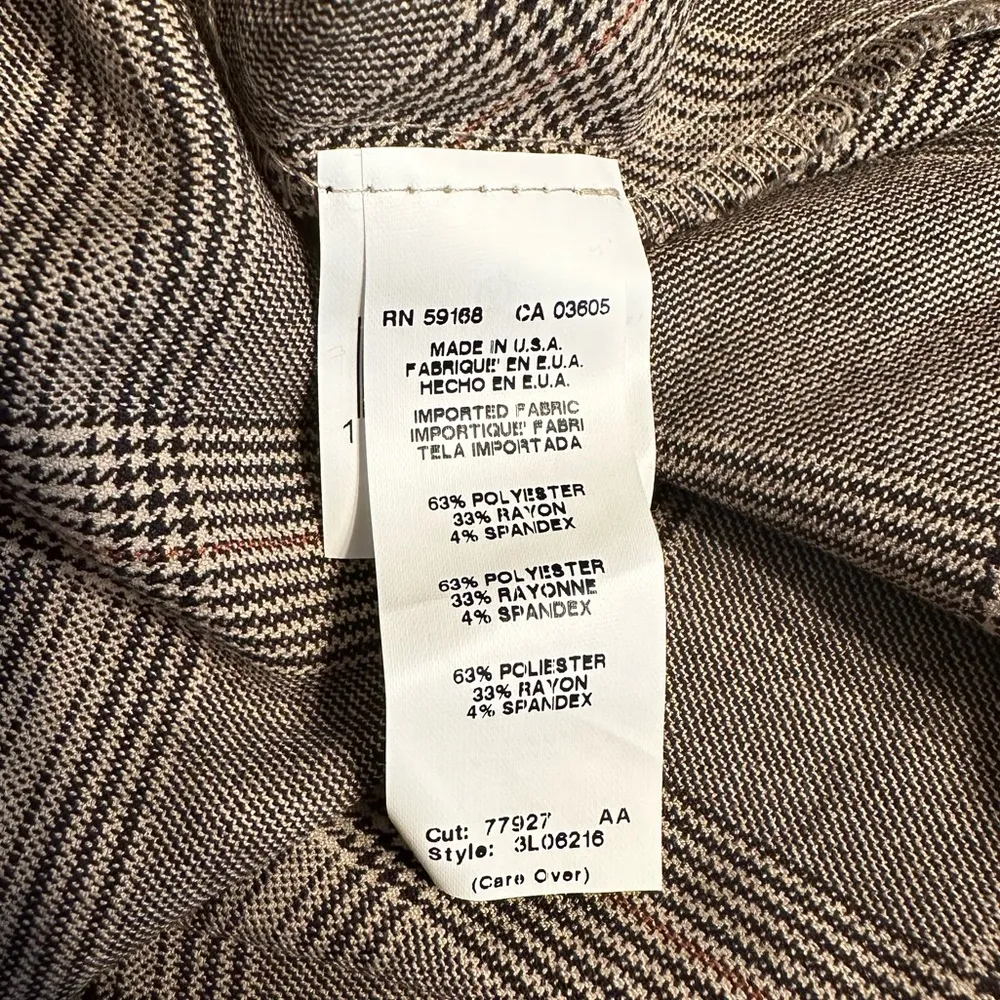 RN 59168 CA 03605
MADE IN U.S.A.
FABRIQUE' EN E.U.A.
HECHO EN E.U.A.
IMPORTED FABRIC
IMPORTIQUE' FABRI
TELA IMPORTADA
1
63% POLYESTER
33% RAYON
4% SPANDEX
63% POLYESTER
33% RAYONNE
4% SPANDEX
63% POLIESTER
33% RAYON
4% SPANDEX
Cut: 77927 AA
Style: 3L06216
(Care Over)